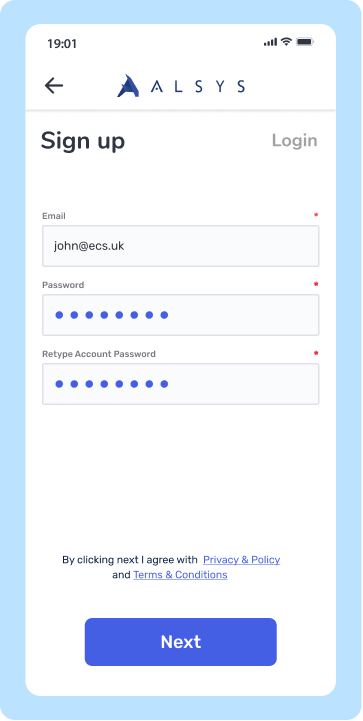 19:01
ALSYS
Sign up
Login
Email *
john@ecs.uk
Password *
Retype Account Password *
By clicking next I agree with Privacy & Policy
and Terms & Conditions
Next